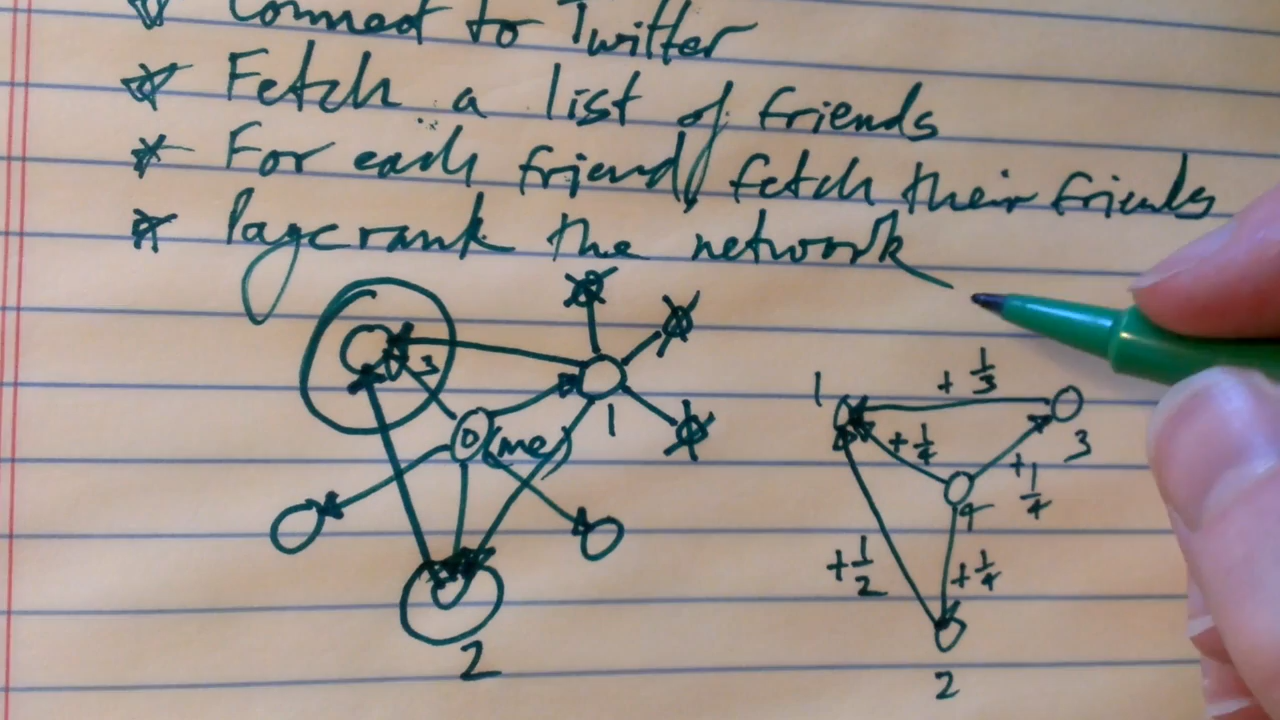 Connect to Twitter
Fetch a list of friends
For each friend, fetch their friends
Pagerank the network
3
0 (me)
1
2
1
+ 1/3
3
+ 1/4
+ 1/4
4
+ 1/2
+ 1/4
2